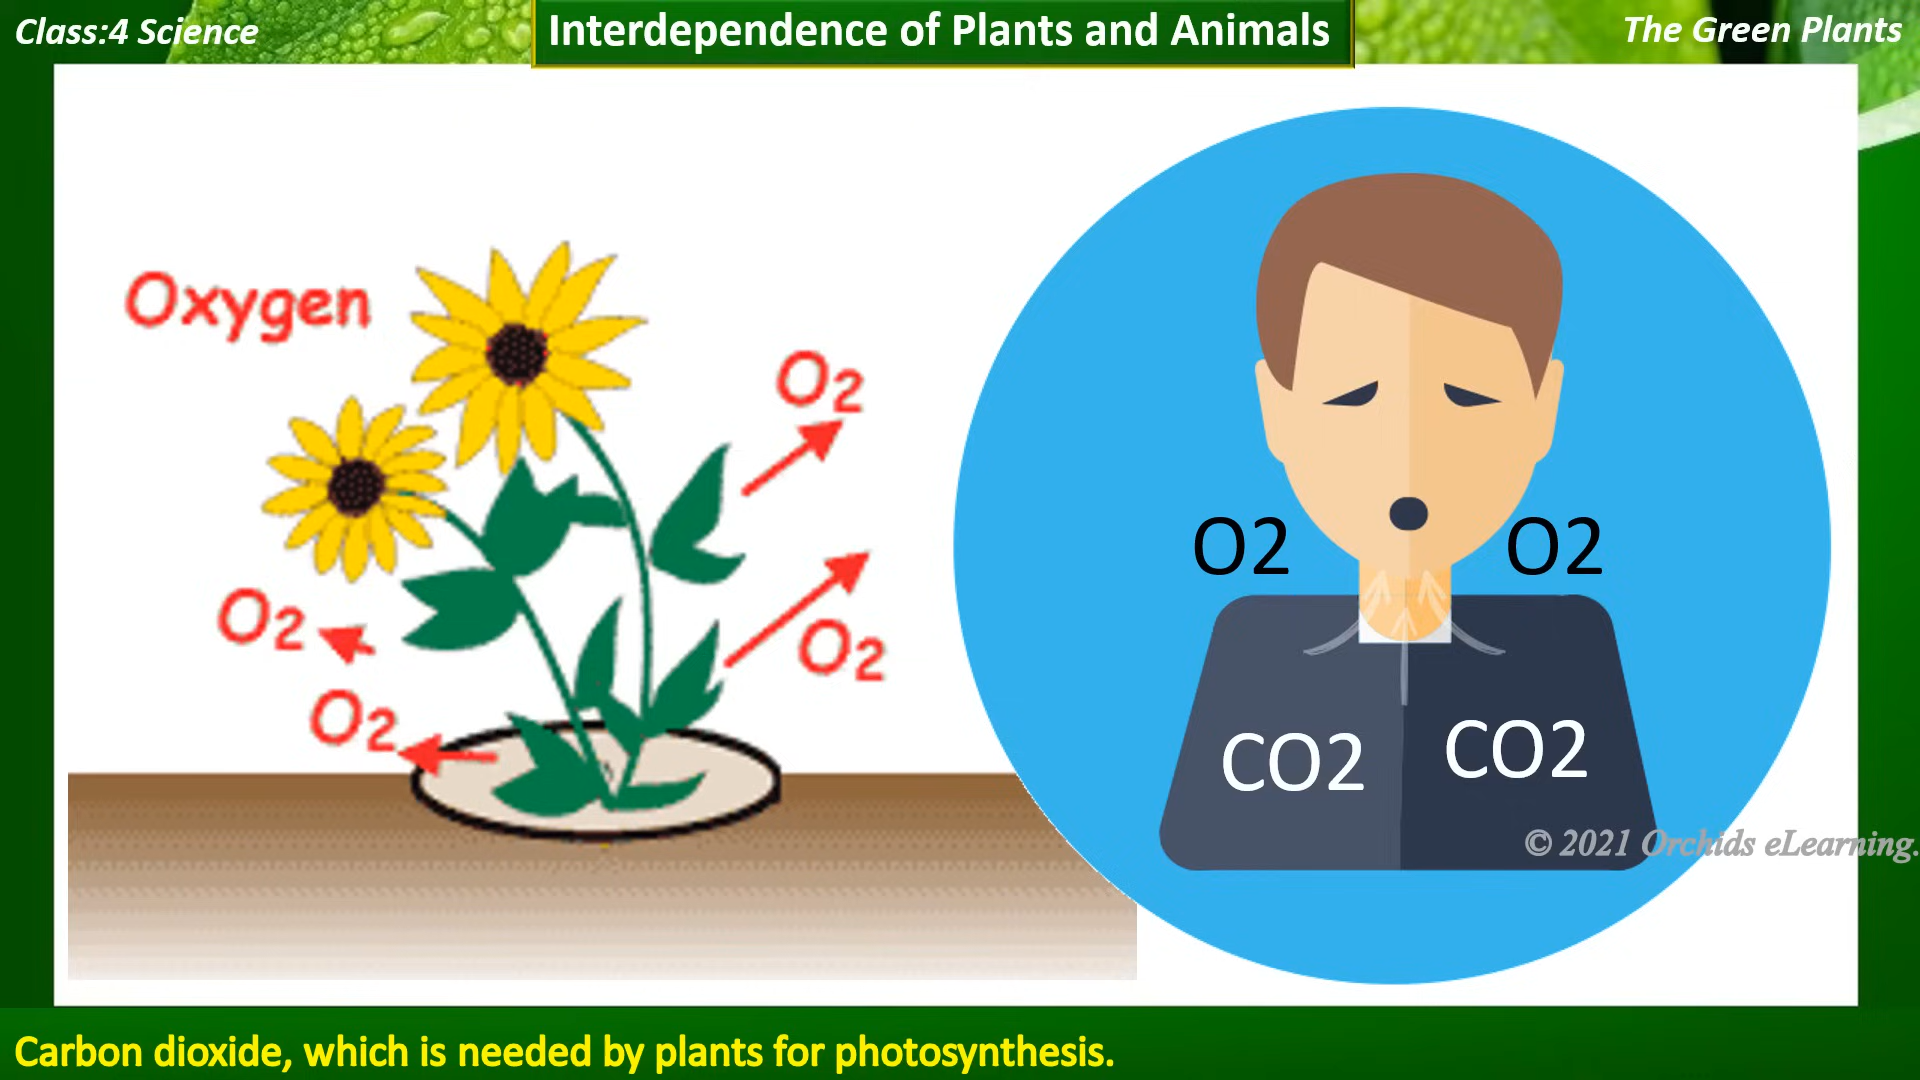 Class:4 Science
Interdependence of Plants and Animals
The Green Plants
Oxygen
O2
O2
O2
O2
O2
O2
CO2
CO2
© 2021 Orchids eLearning.
Carbon dioxide, which is needed by plants for photosynthesis.